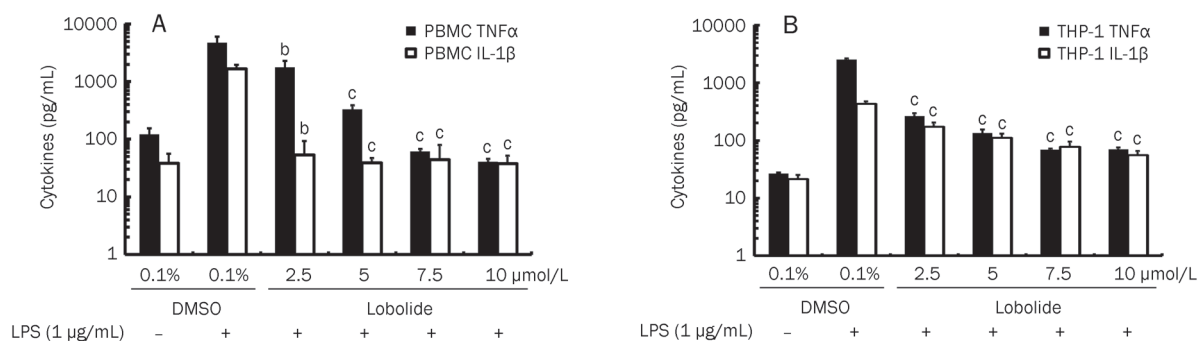 A
PBMC TNFα
PBMC IL-1β
Cytokines (pg/mL)
10000
1000
100
10
1
b
b
c
c
c
c
c
c
0.1% 0.1% 2.5 5 7.5 10 μmol/L
DMSO Lobolide
LPS (1 μg/mL) – + + + + +
B
THP-1 TNFα
THP-1 IL-1β
Cytokines (pg/mL)
10000
1000
100
10
1
c
c
c
c
c
c
c
c
0.1% 0.1% 2.5 5 7.5 10 μmol/L
DMSO Lobolide
LPS (1 μg/mL) – + + + + +